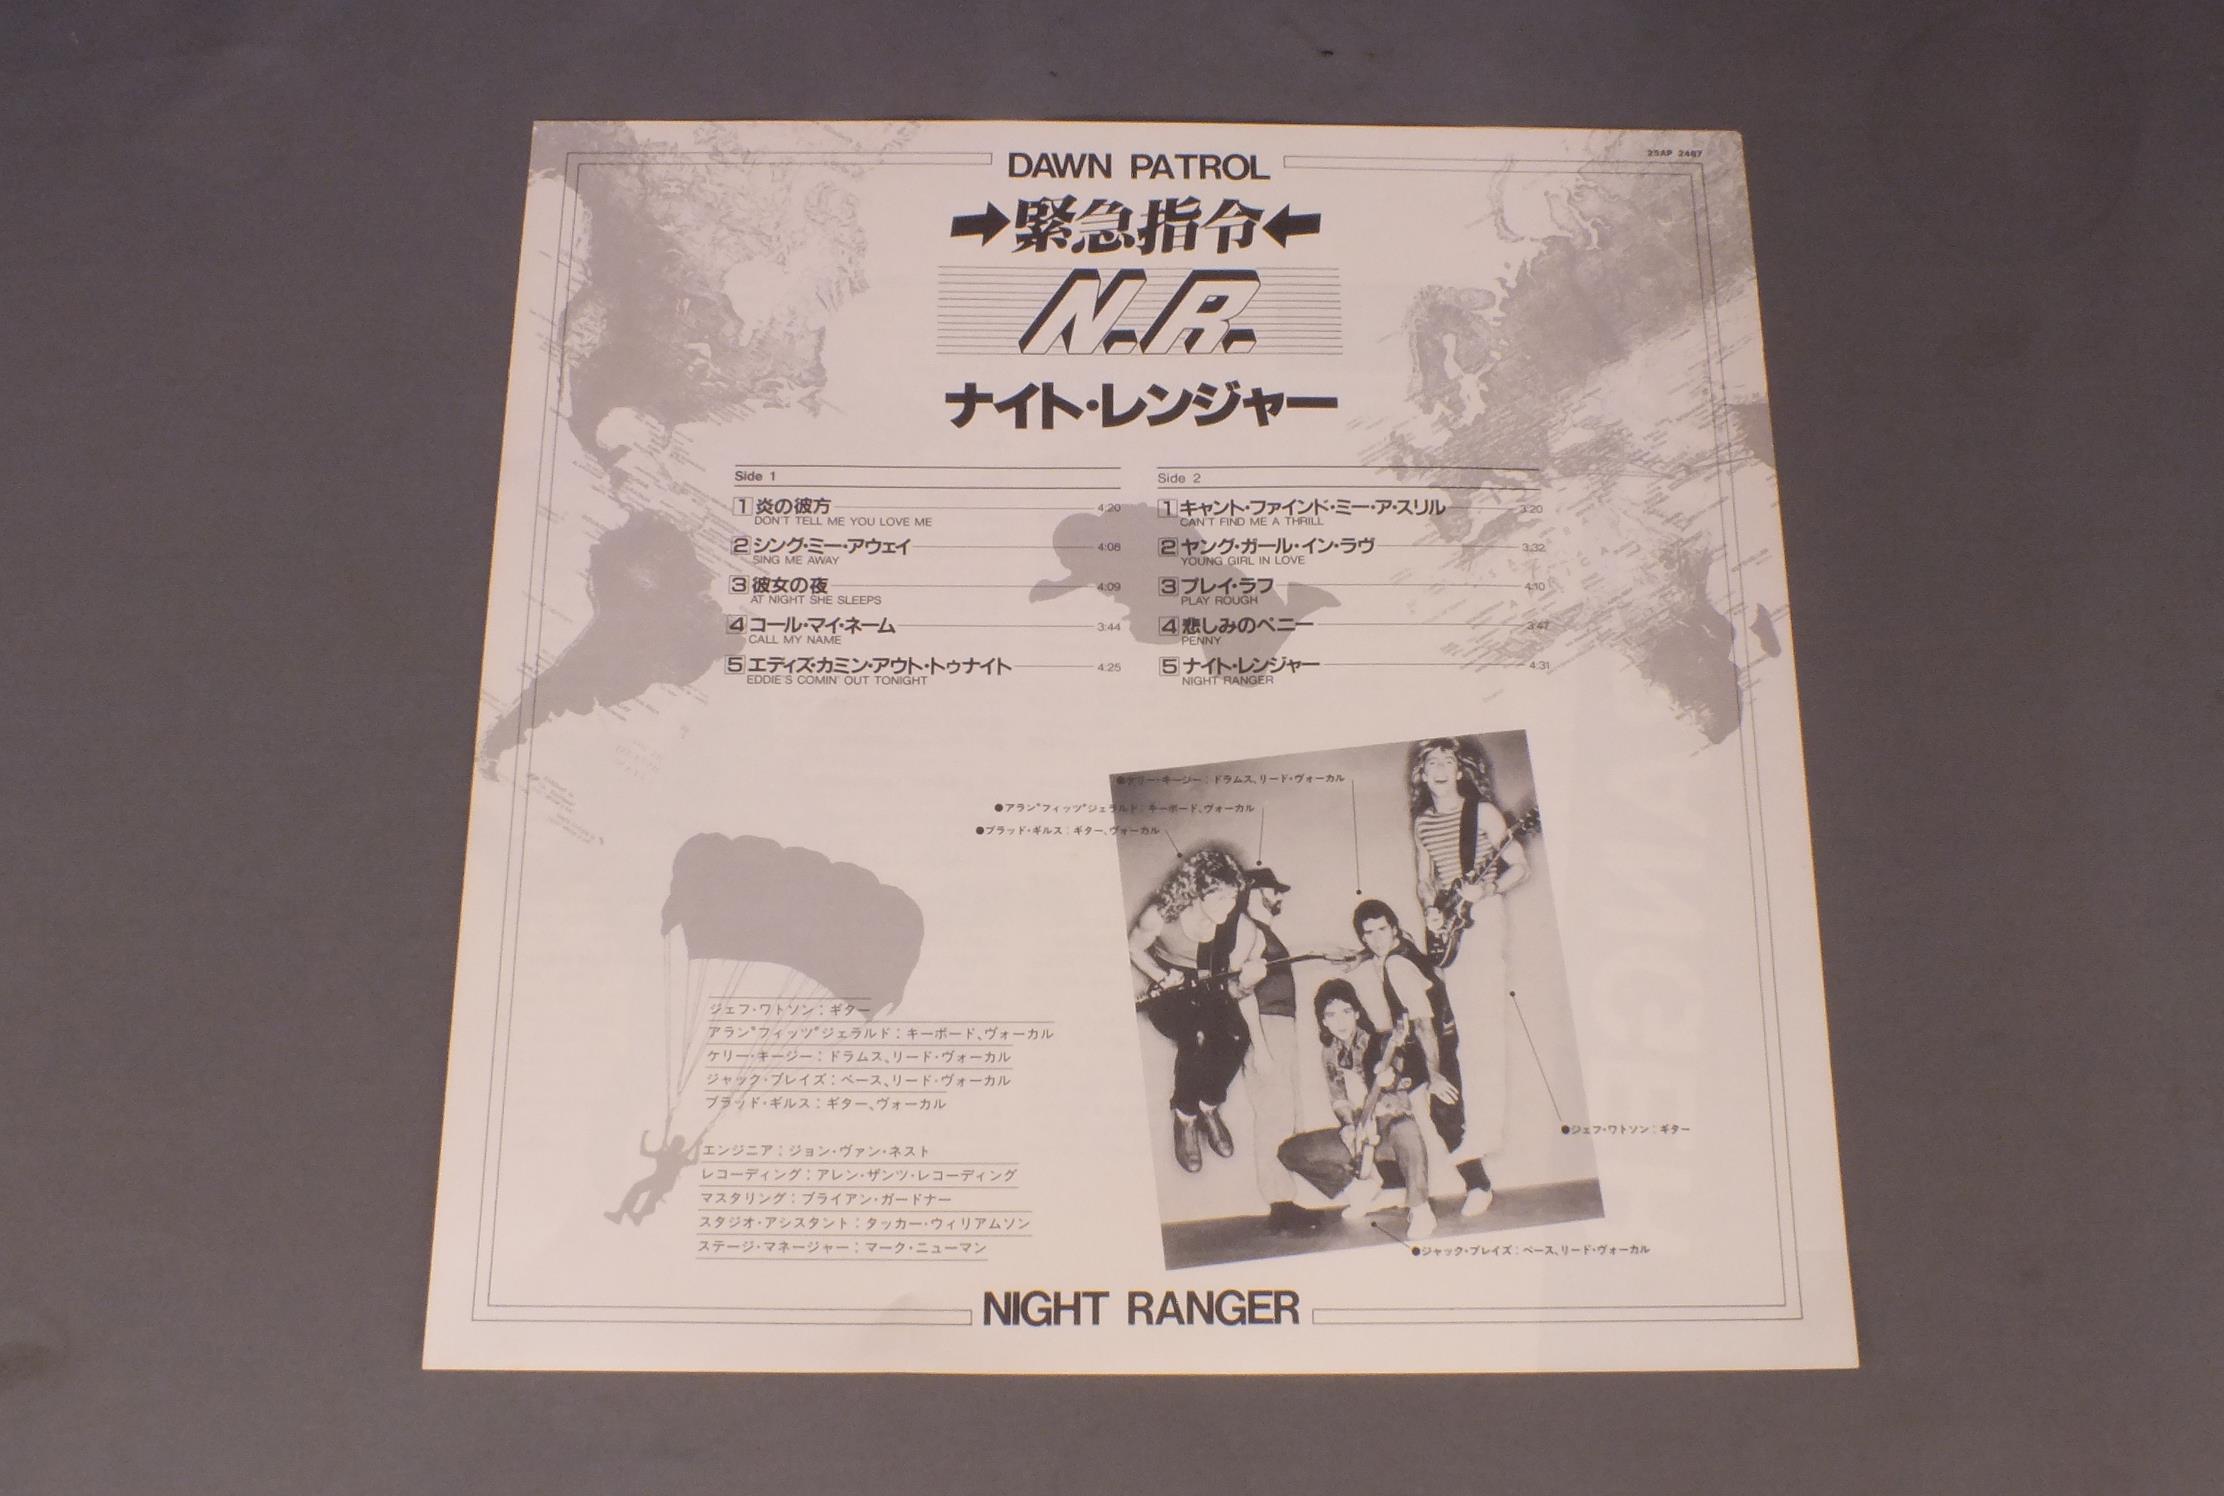 25AP 2487
DAWN PATROL
➡緊急指令⬅
N.R.
ナイト・レンジャー
Side 1
1 炎の彼方 4:20
DON'T TELL ME YOU LOVE ME
2 シング・ミー・アウェイ 4:08
SING ME AWAY
3 彼女の夜 4:09
AT NIGHT SHE SLEEPS
4 コール・マイ・ネーム 3:44
CALL MY NAME
5 エディズ・カミン・アウト・トゥナイト 4:25
EDDIE'S COMIN' OUT TONIGHT
Side 2
1 キャント・ファインド・ミー・ア・スリル 3:20
CAN'T FIND ME A THRILL
2 ヤング・ガール・イン・ラヴ 3:32
YOUNG GIRL IN LOVE
3 プレイ・ラフ 4:10
PLAY ROUGH
4 悲しみのペニー 3:47
PENNY
5 ナイト・レンジャー 4:31
NIGHT RANGER
●ケリー・キージー：ドラムス、リード・ヴォーカル
●アラン"フィッツ"ジェラルド：キーボード、ヴォーカル
●ブラッド・ギルス：ギター、ヴォーカル
●ジェフ・ワトソン：ギター
●ジャック・ブレイズ：ベース、リード・ヴォーカル
ジェフ・ワトソン：ギター
アラン"フィッツ"ジェラルド：キーボード、ヴォーカル
ケリー・キージー：ドラムス、リード・ヴォーカル
ジャック・ブレイズ：ベース、リード・ヴォーカル
ブラッド・ギルス：ギター、ヴォーカル
エンジニア：ジョン・ヴァン・ネスト
レコーディング：アレン・ザンツ・レコーディング
マスタリング：ブライアン・ガードナー
スタジオ・アシスタント：タッカー・ウィリアムソン
ステージ・マネージャー：マーク・ニューマン
NIGHT RANGER